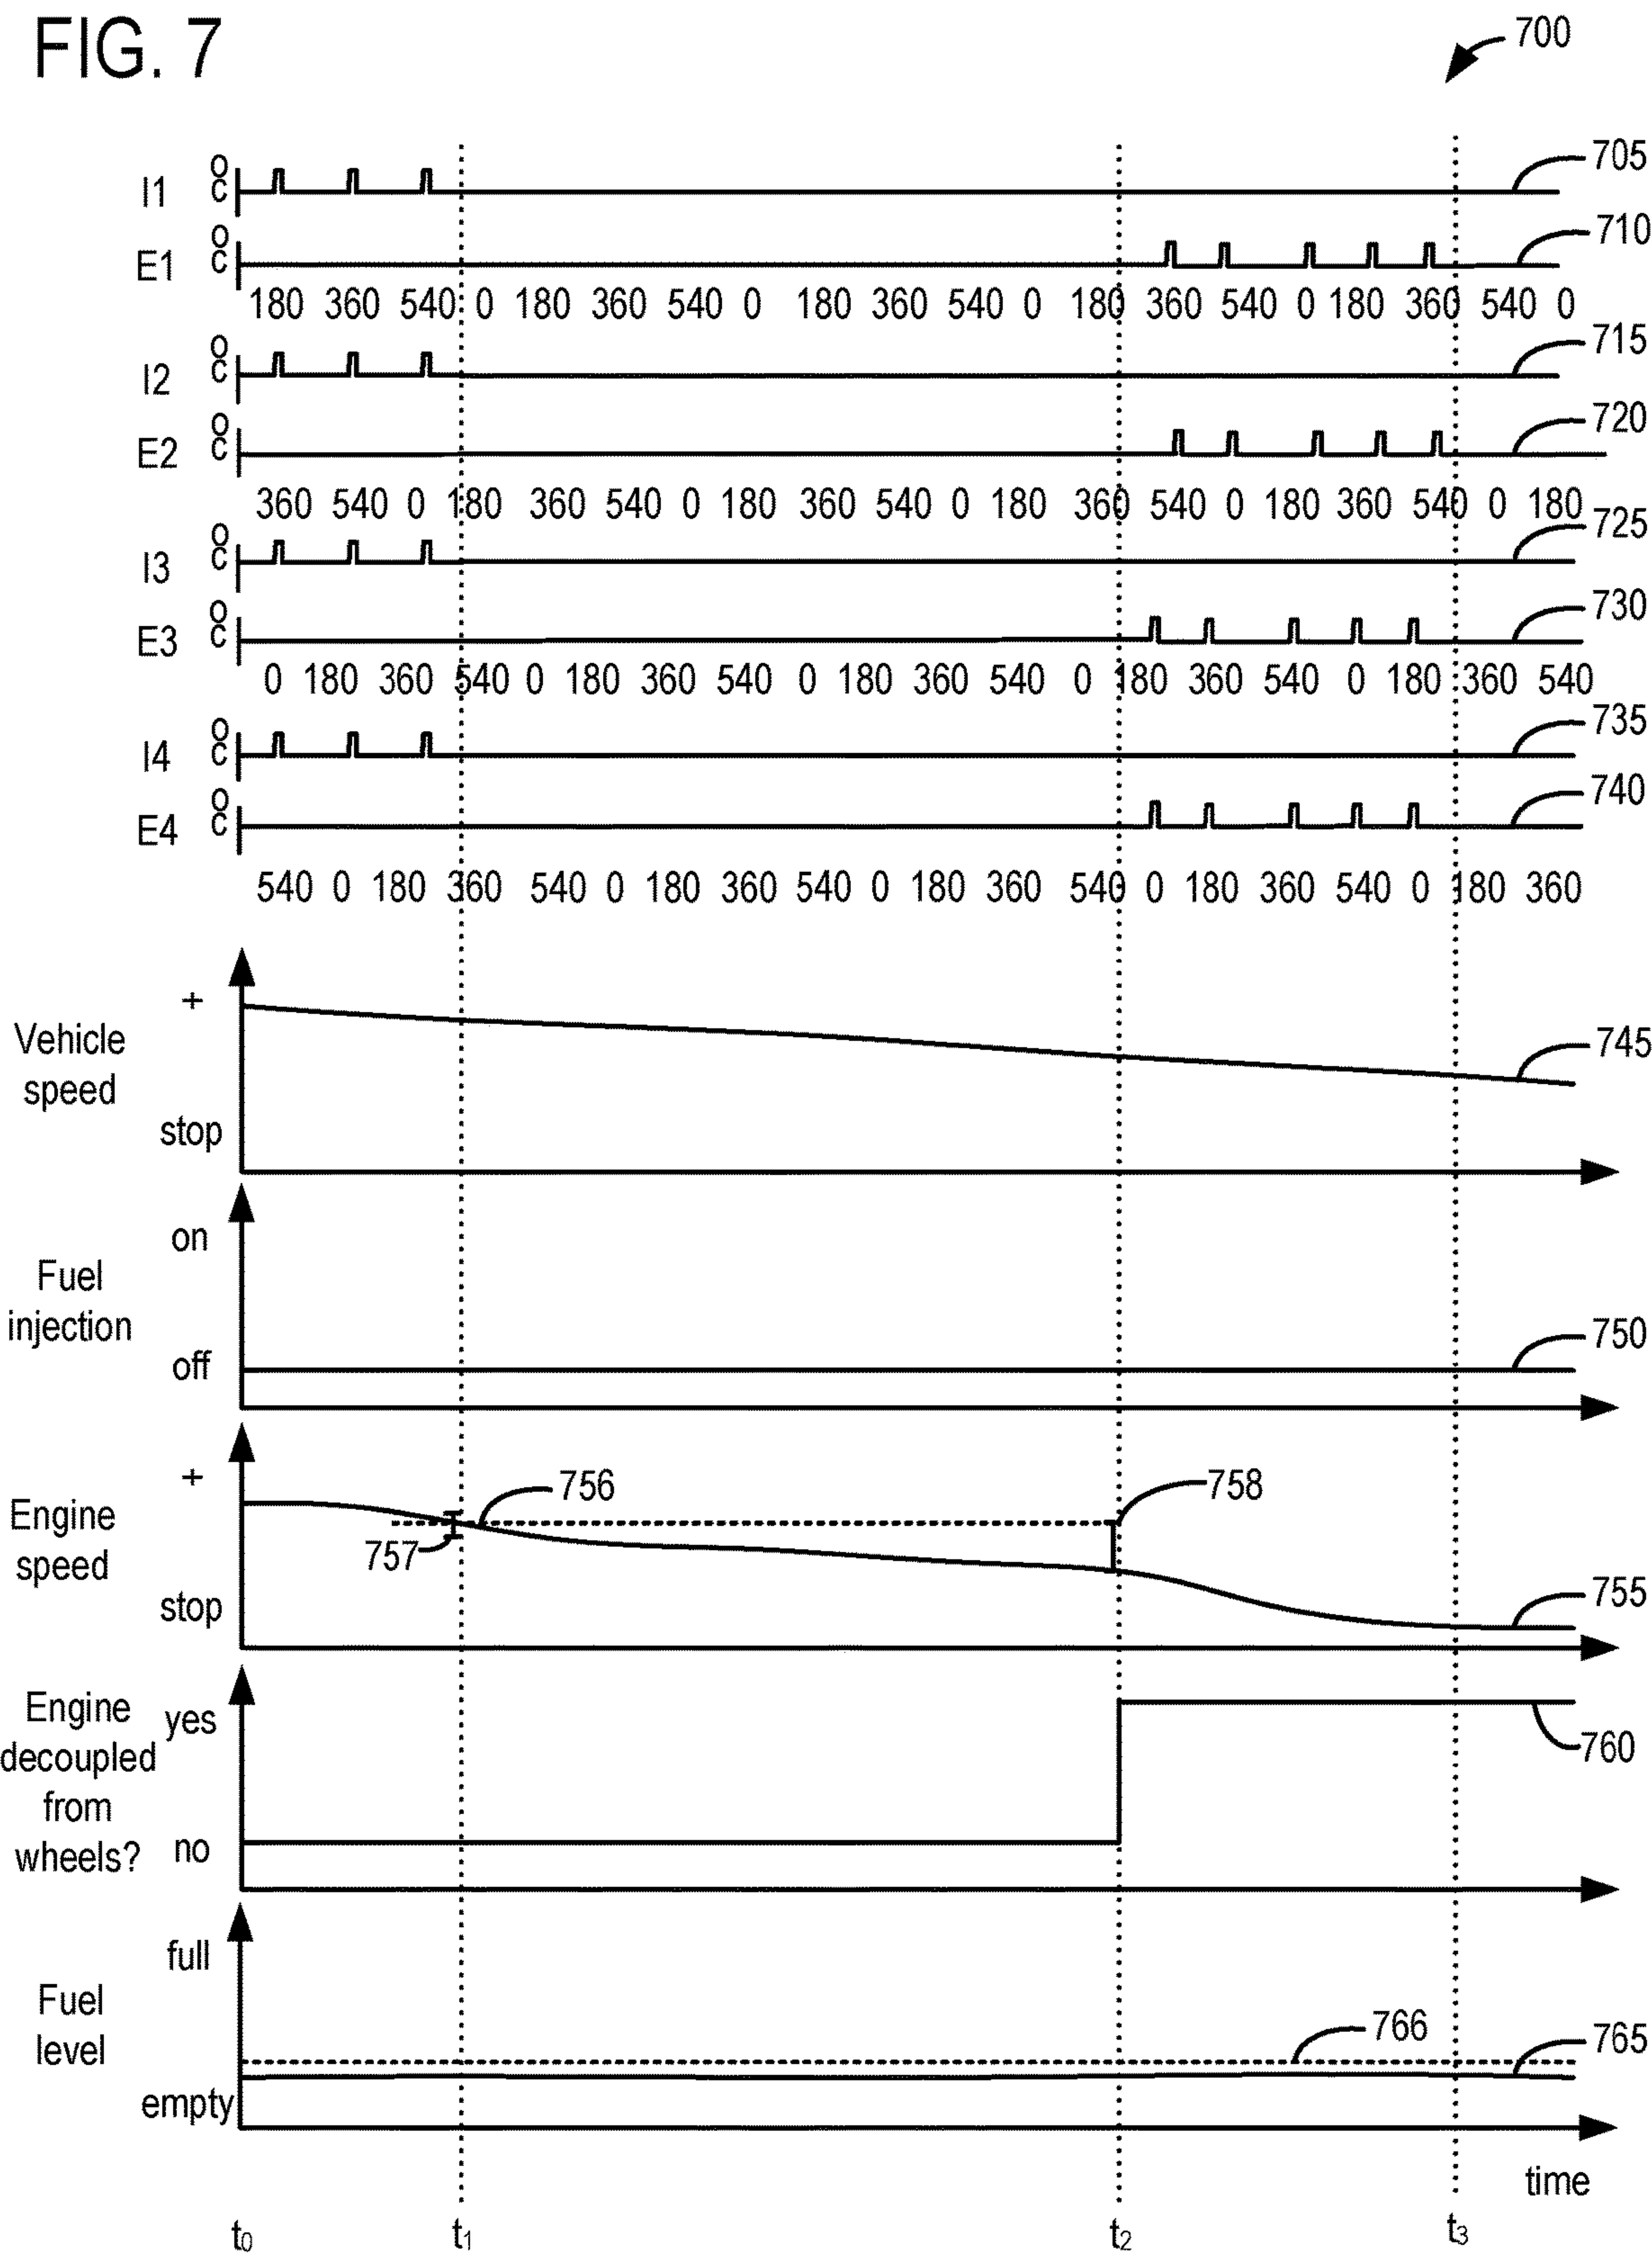 FIG. 7
700
I1 O C 705
E1 O C 710
180 360 540 0 180 360 540 0 180 360 540 0 180 360 540 0 180 360 540 0
I2 O C 715
E2 O C 720
360 540 0 180 360 540 0 180 360 540 0 180 360 540 0 180 360 540 0 180
I3 O C 725
E3 O C 730
0 180 360 540 0 180 360 540 0 180 360 540 0 180 360 540 0 180 360 540
I4 O C 735
E4 O C 740
540 0 180 360 540 0 180 360 540 0 180 360 540 0 180 360 540 0 180 360
+
Vehicle speed
745
stop
on
Fuel injection
750
off
+
756
758
Engine speed
757
755
stop
Engine decoupled from wheels?
yes
760
no
full
Fuel level
766
765
empty
time
t0 t1 t2 t3